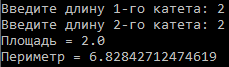 Введите длину 1-го катета: 2
Введите длину 2-го катета: 2
Площадь = 2.0
Периметр = 6.82842712474619